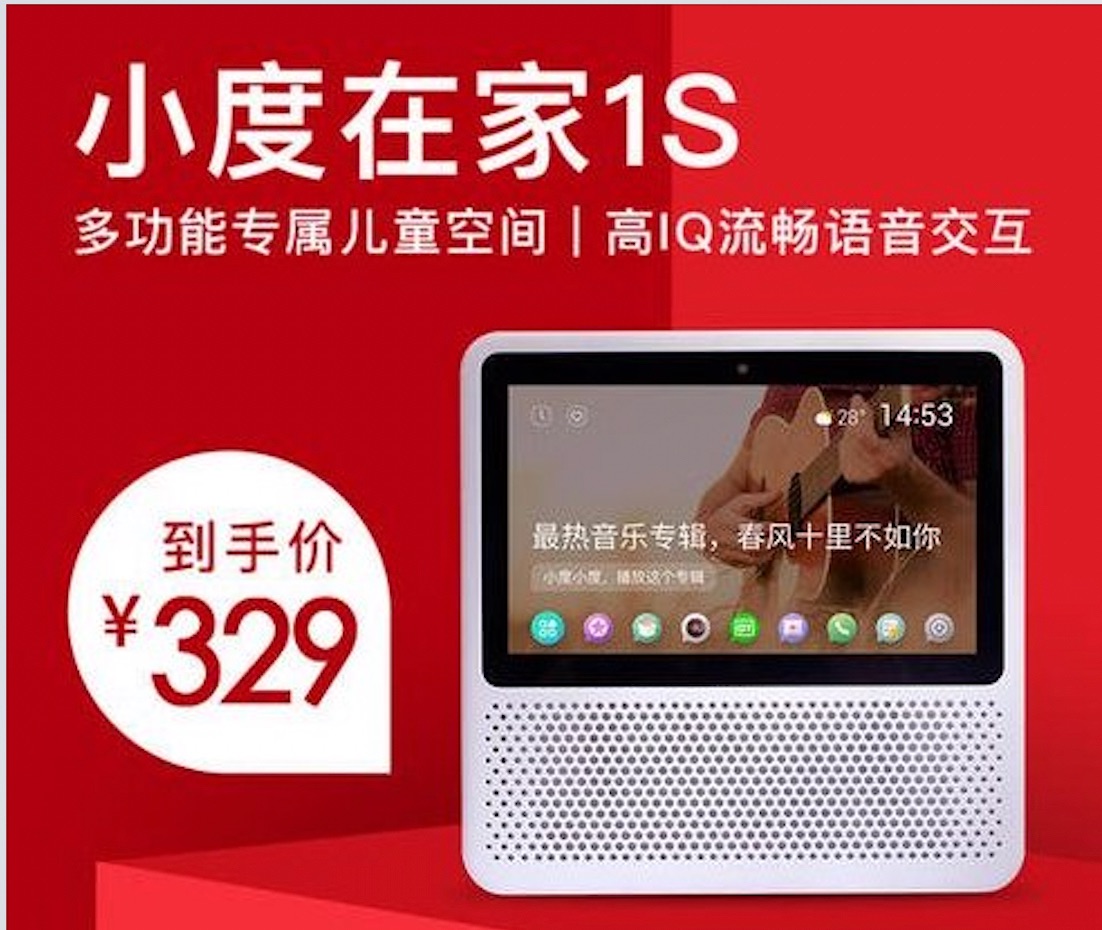 小度在家1S
多功能专属儿童空间｜高IQ流畅语音交互
28° 14:53
最热音乐专辑，春风十里不如你
小度小度，播放这个专辑
到手价
¥329